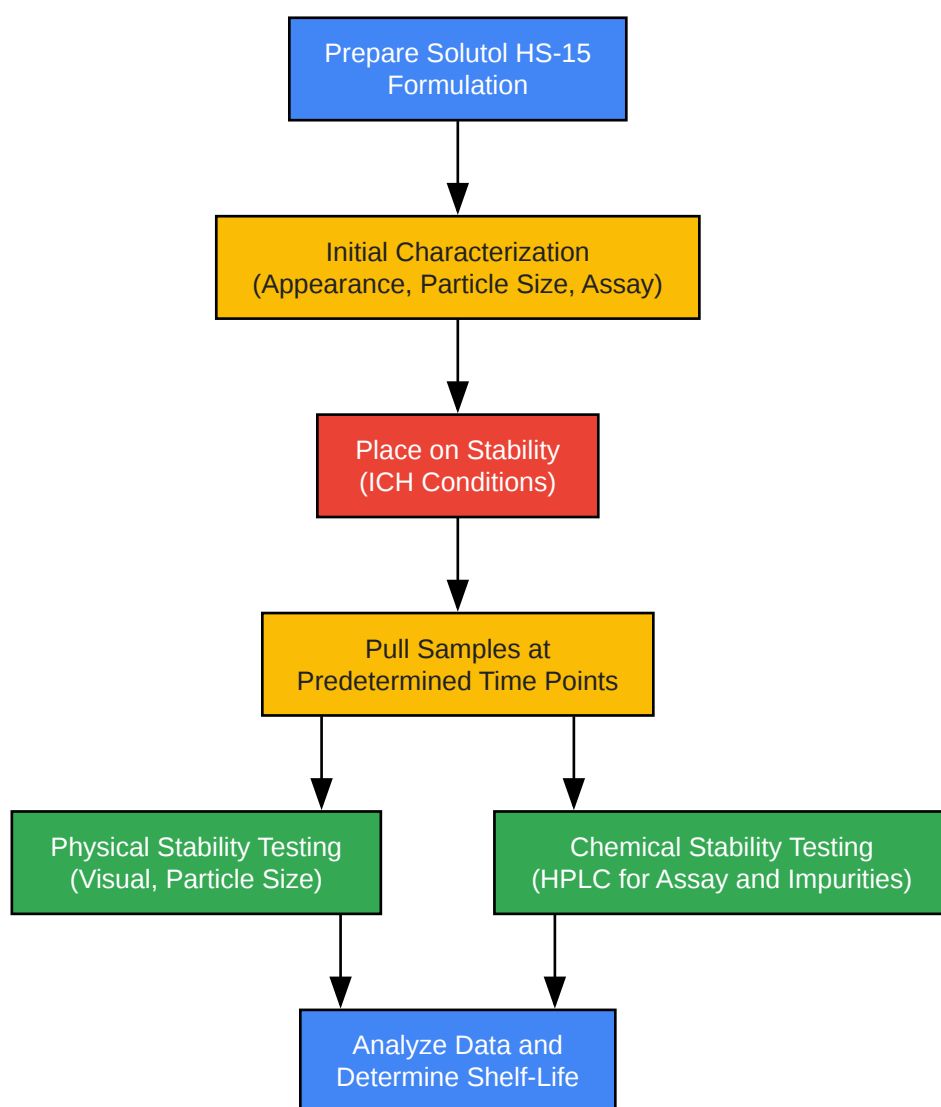 Prepare Solutol HS-15
Formulation
Initial Characterization
(Appearance, Particle Size, Assay)
Place on Stability
(ICH Conditions)
Pull Samples at
Predetermined Time Points
Physical Stability Testing
(Visual, Particle Size)
Chemical Stability Testing
(HPLC for Assay and Impurities)
Analyze Data and
Determine Shelf-Life